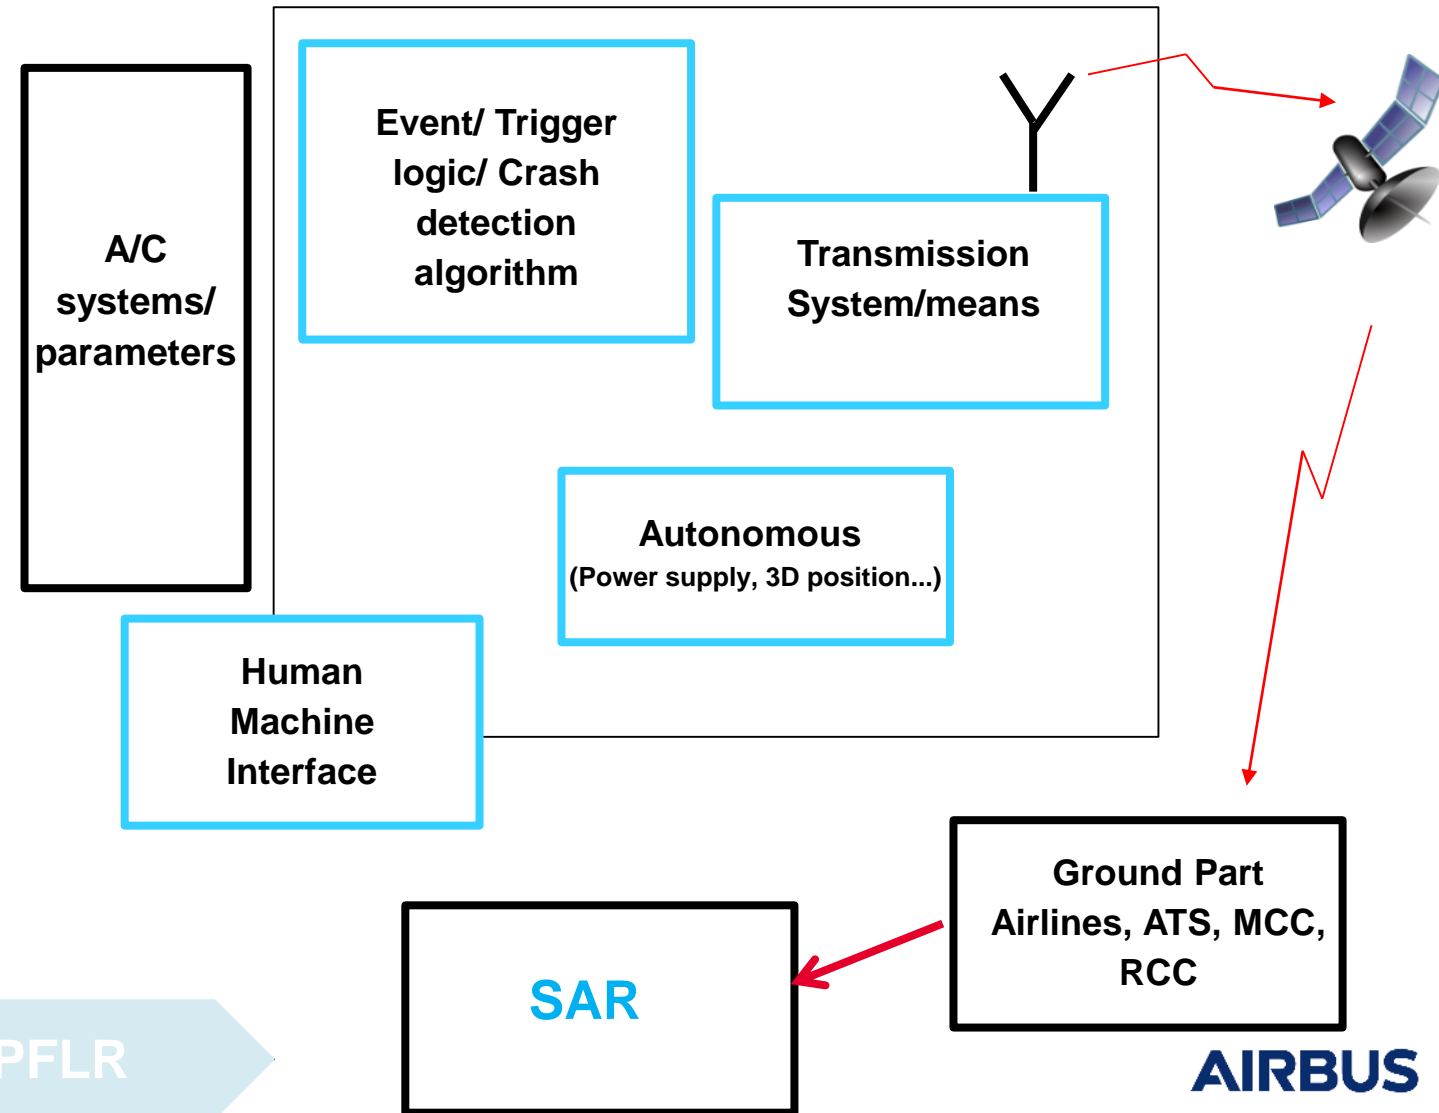 Event/ Trigger
logic/ Crash
detection
algorithm
A/C
systems/
parameters
Transmission
System/means
Autonomous
(Power supply, 3D position...)
Human
Machine
Interface
Ground Part
Airlines, ATS, MCC,
RCC
SAR
PFLR
AIRBUS